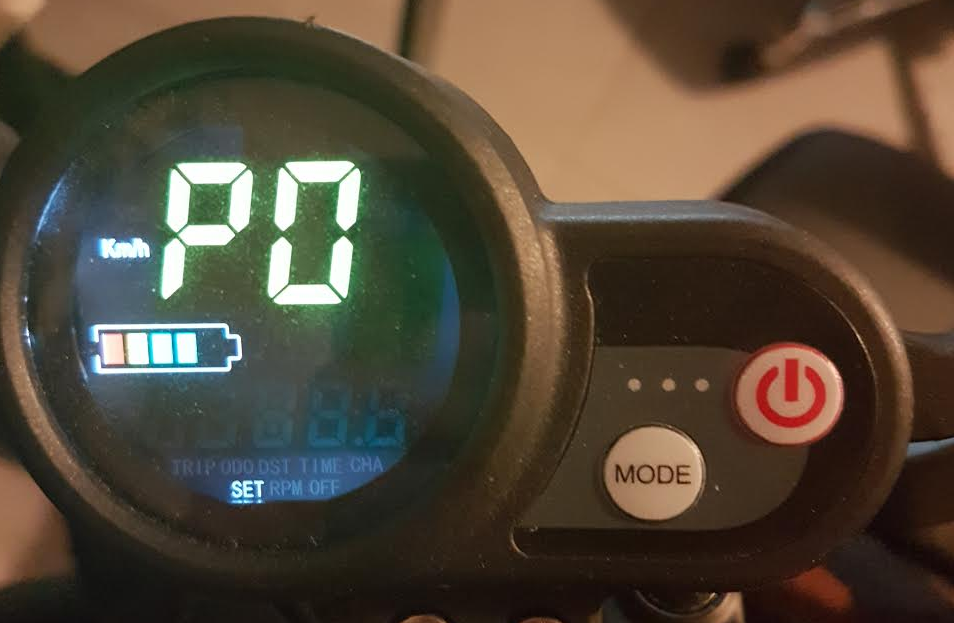 P0
Km/h
TRIP ODO DST TIME CHA
SET RPM OFF
MODE